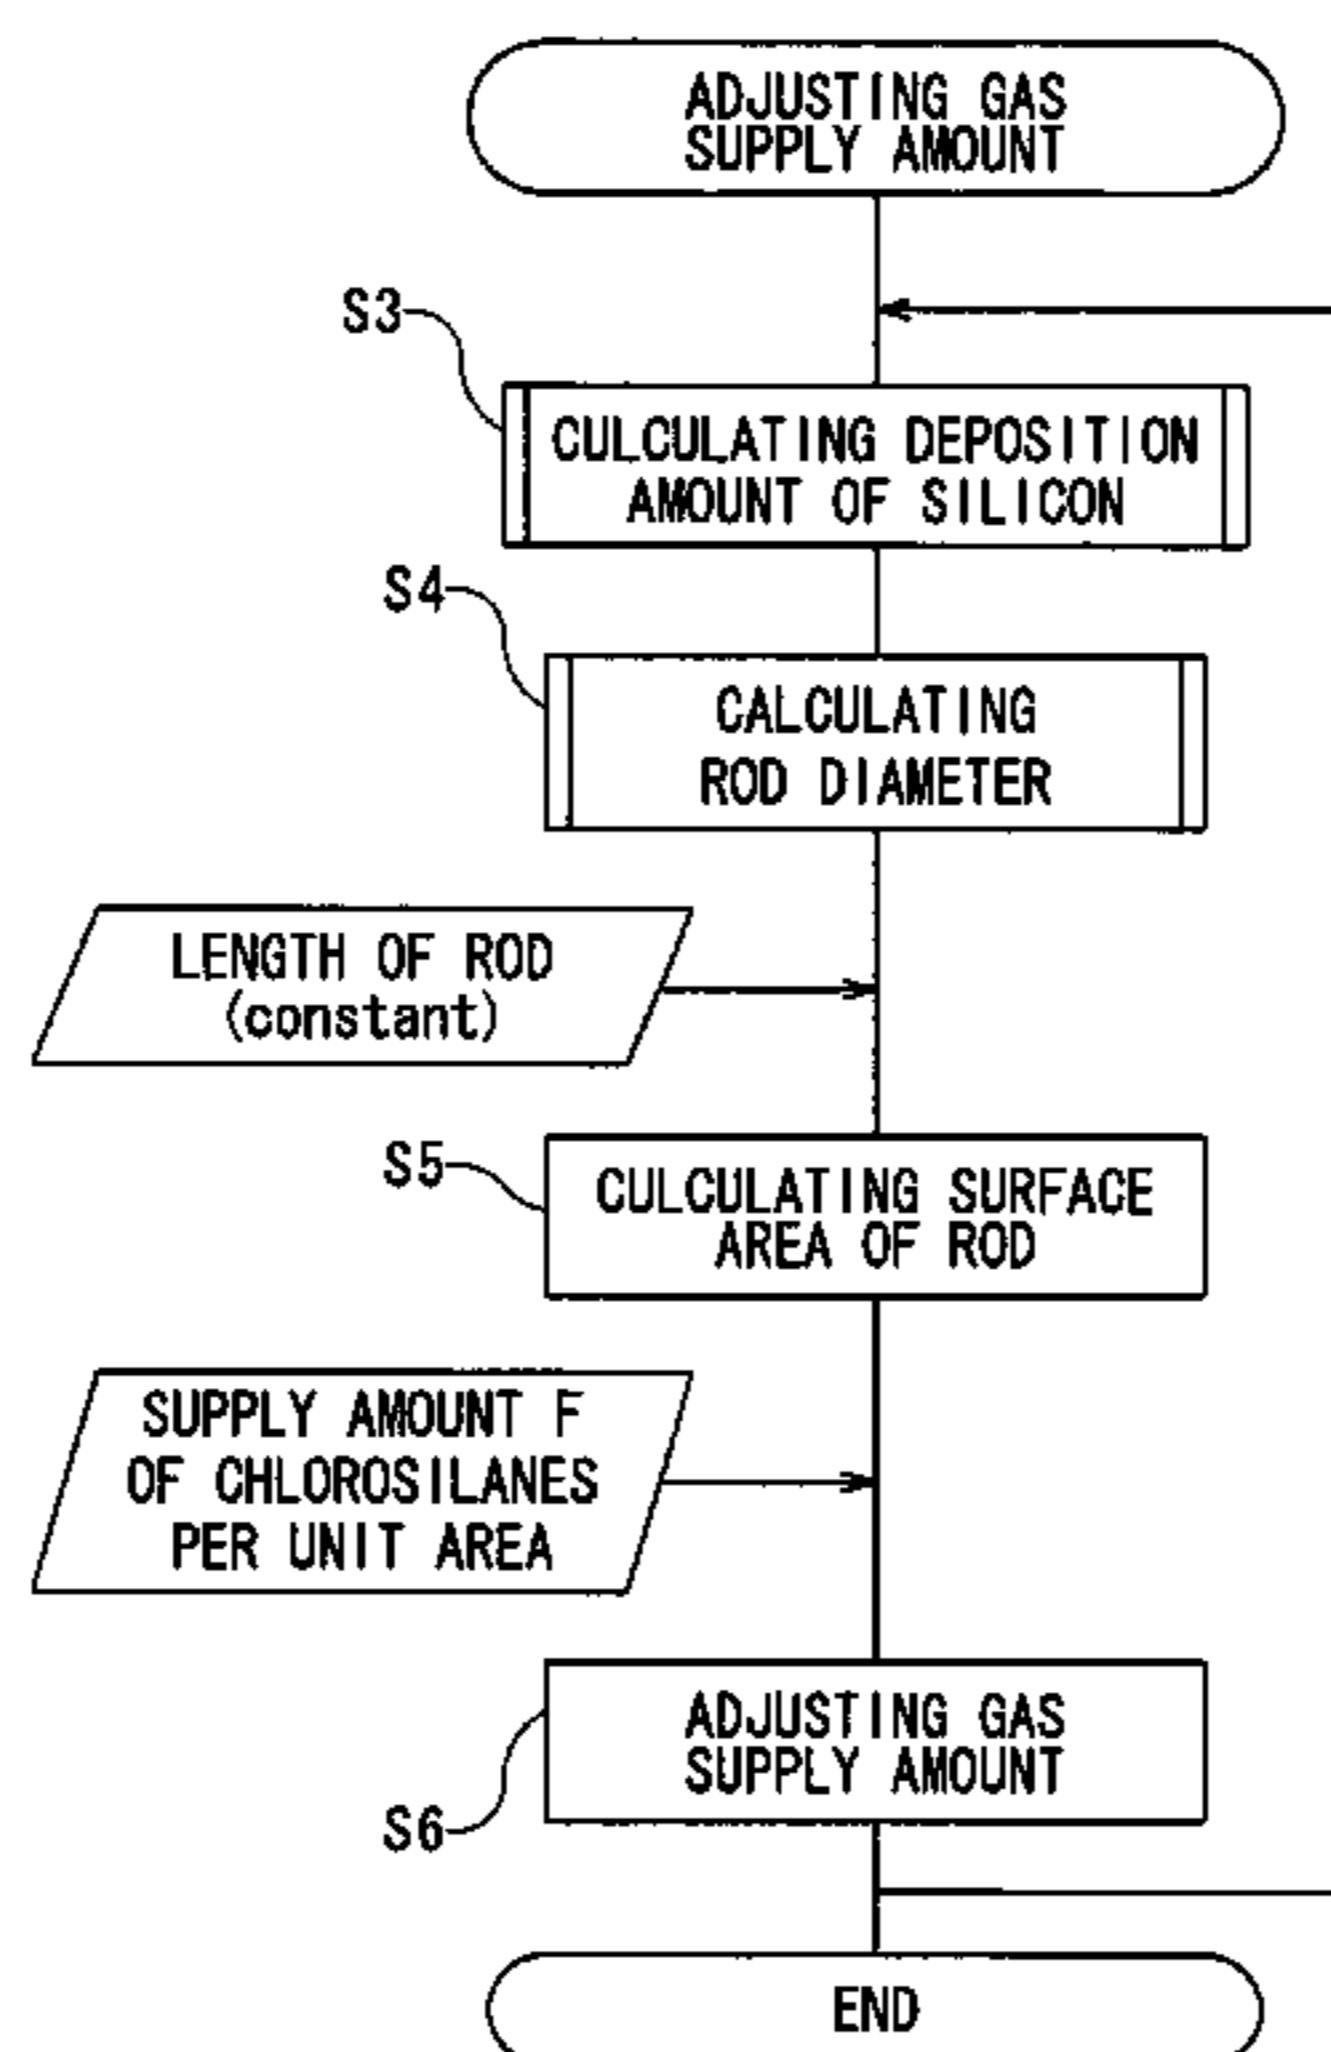 ADJUSTING GAS
SUPPLY AMOUNT
S3
CULCULATING DEPOSITION
AMOUNT OF SILICON
S4
CALCULATING
ROD DIAMETER
LENGTH OF ROD
(constant)
S5
CULCULATING SURFACE
AREA OF ROD
SUPPLY AMOUNT F
OF CHLOROSILANES
PER UNIT AREA
ADJUSTING GAS
SUPPLY AMOUNT
S6
END